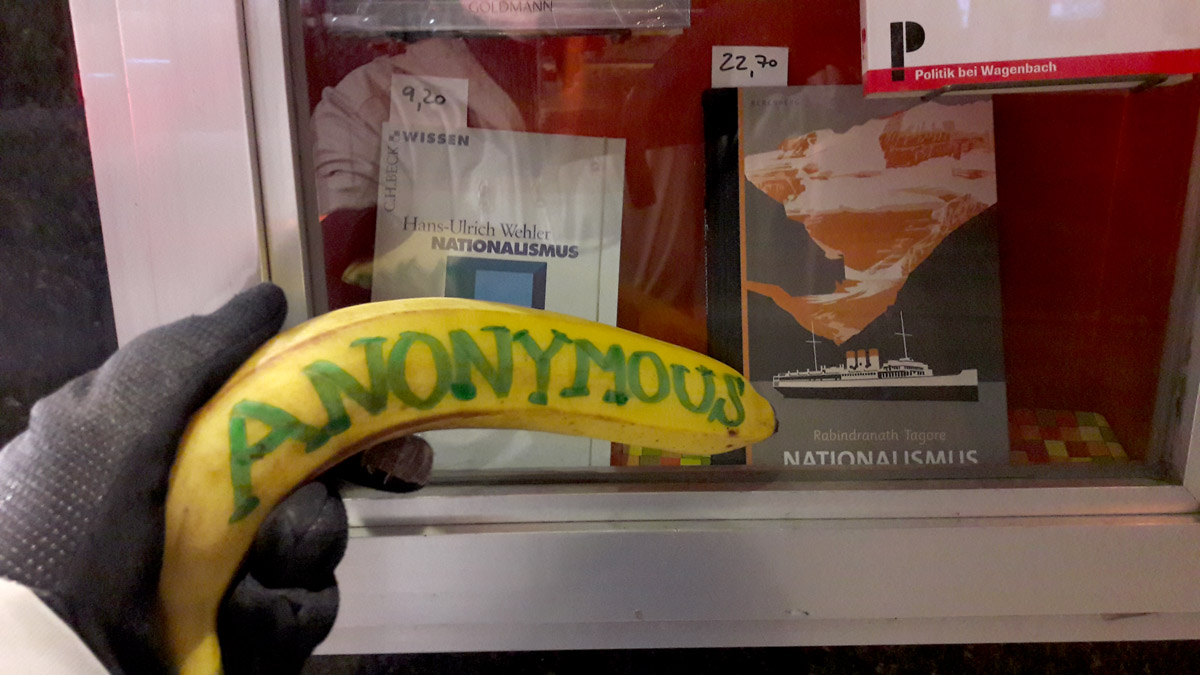 GOLDMANN
22,70
P
Politik bei Wagenbach
9,20
WISSEN
C.H.BECK
Hans-Ulrich Wehler
NATIONALISMUS
ANONYMOUS
Rabindranath Tagore
NATIONALISMUS